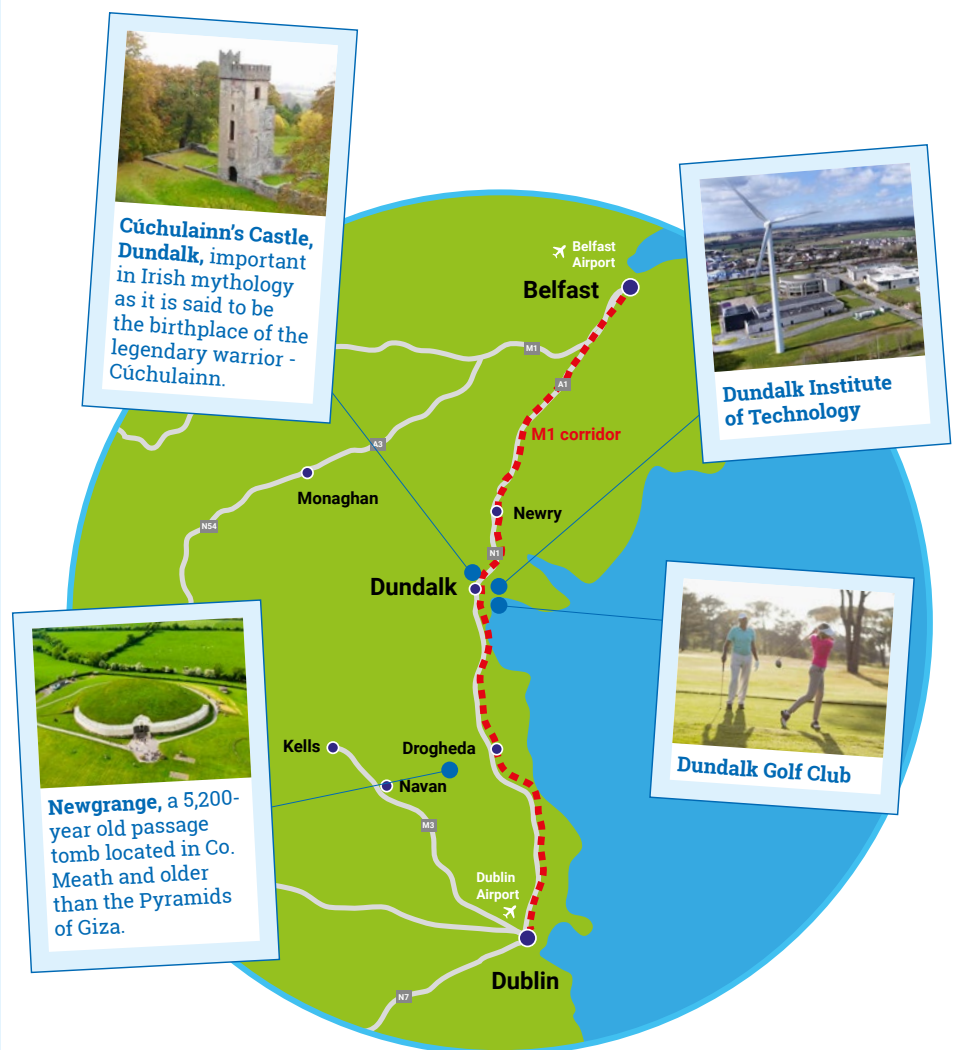 Cúchulainn’s Castle,
Dundalk, important
in Irish mythology
as it is said to be
the birthplace of the
legendary warrior -
Cúchulainn.
Dundalk Institute
of Technology
Belfast
Airport
Belfast
M1
A1
M1 corridor
A3
Monaghan
Newry
N54
N1
Dundalk
Dundalk Golf Club
Newgrange, a 5,200-
year old passage
tomb located in Co.
Meath and older
than the Pyramids
of Giza.
Kells
Drogheda
Navan
M3
Dublin
Airport
Dublin
N7